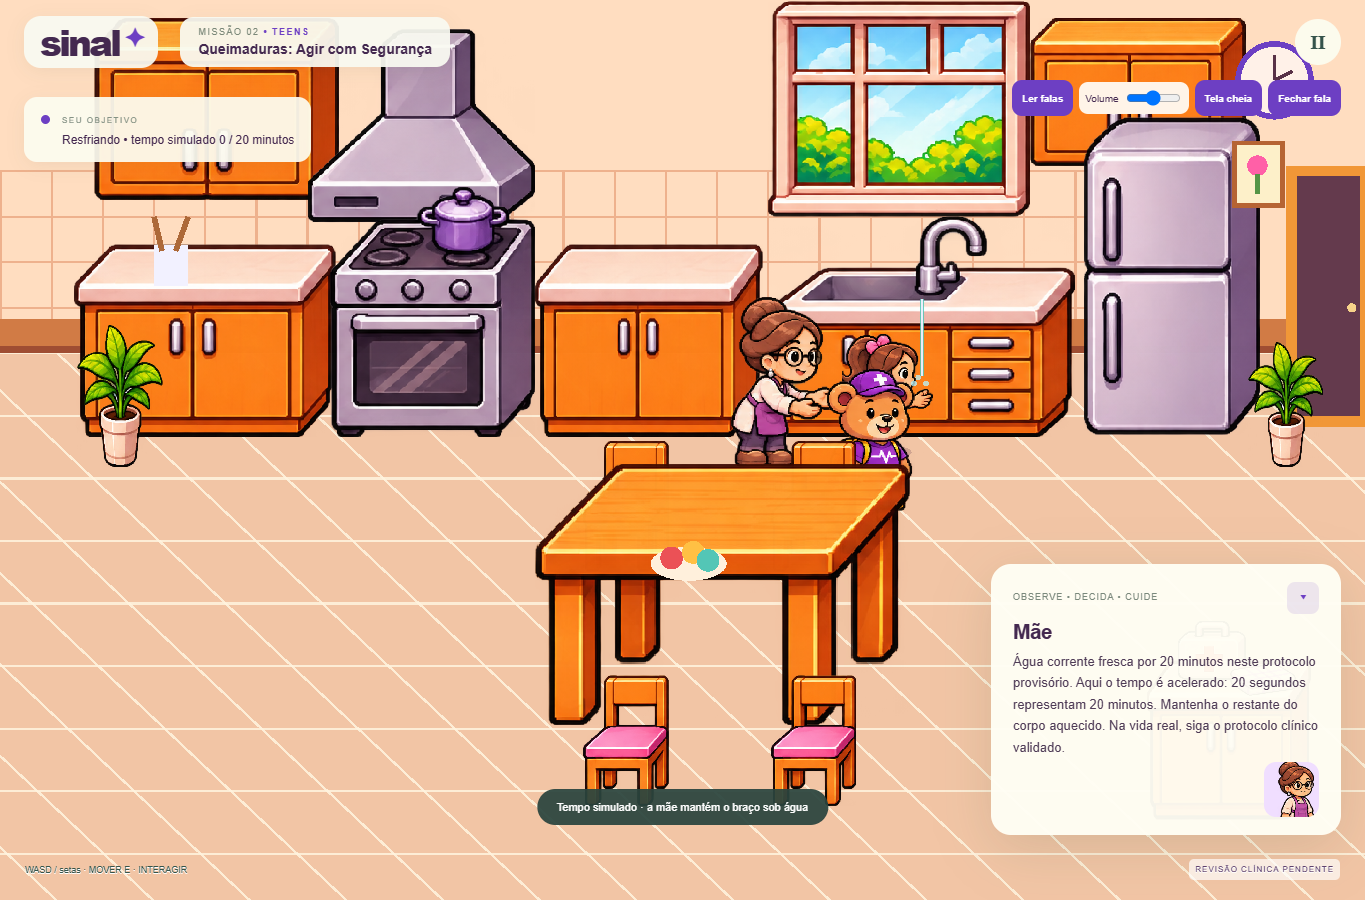 sinal
MISSÃO 02 • TEENS
Queimaduras: Agir com Segurança
II
Ler falas
Volume
Tela cheia
Fechar fala
SEU OBJETIVO
Resfriando • tempo simulado 0 / 20 minutos
OBSERVE • DECIDA • CUIDE
Mãe
Água corrente fresca por 20 minutos neste protocolo
provisório. Aqui o tempo é acelerado: 20 segundos
representam 20 minutos. Mantenha o restante do
corpo aquecido. Na vida real, siga o protocolo clínico
validado.
Tempo simulado · a mãe mantém o braço sob água
WASD / setas · MOVER E · INTERAGIR
REVISÃO CLÍNICA PENDENTE